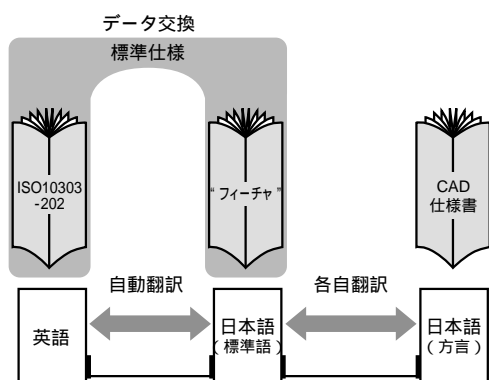 データ交換
標準仕様
ISO10303
-202
“フィーチャ”
CAD
仕様書
自動翻訳
各自翻訳
英語
日本語
(標準語)
日本語
(方言)